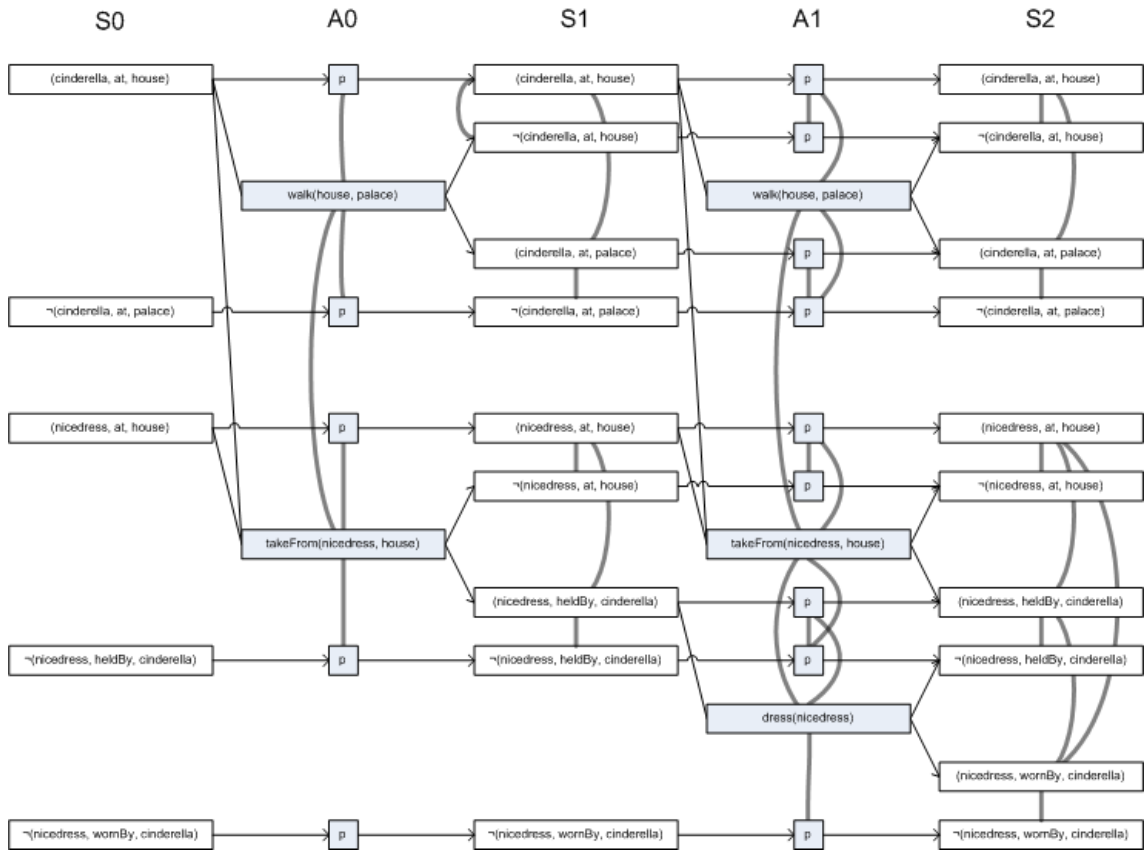 S0 A0 S1 A1 S2
(cinderella, at, house) p (cinderella, at, house) p (cinderella, at, house)
¬(cinderella, at, house) p ¬(cinderella, at, house)
walk(house, palace) walk(house, palace)
(cinderella, at, palace) p (cinderella, at, palace)
¬(cinderella, at, palace) p ¬(cinderella, at, palace) p ¬(cinderella, at, palace)
(nicedress, at, house) p (nicedress, at, house) p (nicedress, at, house)
¬(nicedress, at, house) p ¬(nicedress, at, house)
takeFrom(nicedress, house) takeFrom(nicedress, house)
(nicedress, heldBy, cinderella) p (nicedress, heldBy, cinderella)
¬(nicedress, heldBy, cinderella) p ¬(nicedress, heldBy, cinderella) p ¬(nicedress, heldBy, cinderella)
dress(nicedress)
(nicedress, wornBy, cinderella)
¬(nicedress, wornBy, cinderella) p ¬(nicedress, wornBy, cinderella) p ¬(nicedress, wornBy, cinderella)